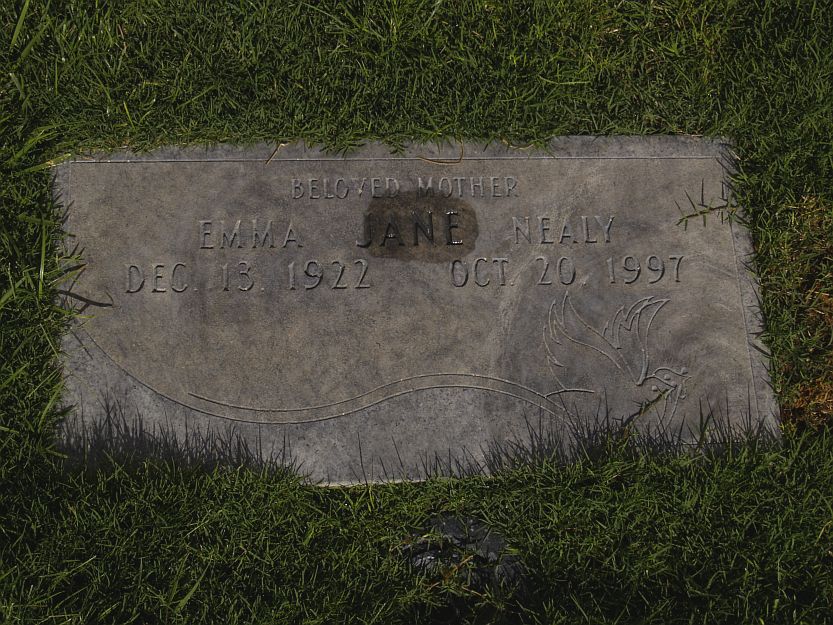 BELOVED MOTHER
EMMA JANE NEALY
DEC. 13, 1922 OCT. 20, 1997